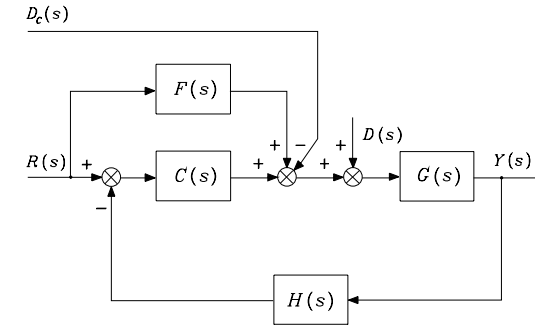 D_c(s)
F(s)
+ − + D(s)
R(s) + C(s) + + G(s) Y(s)
−
H(s)